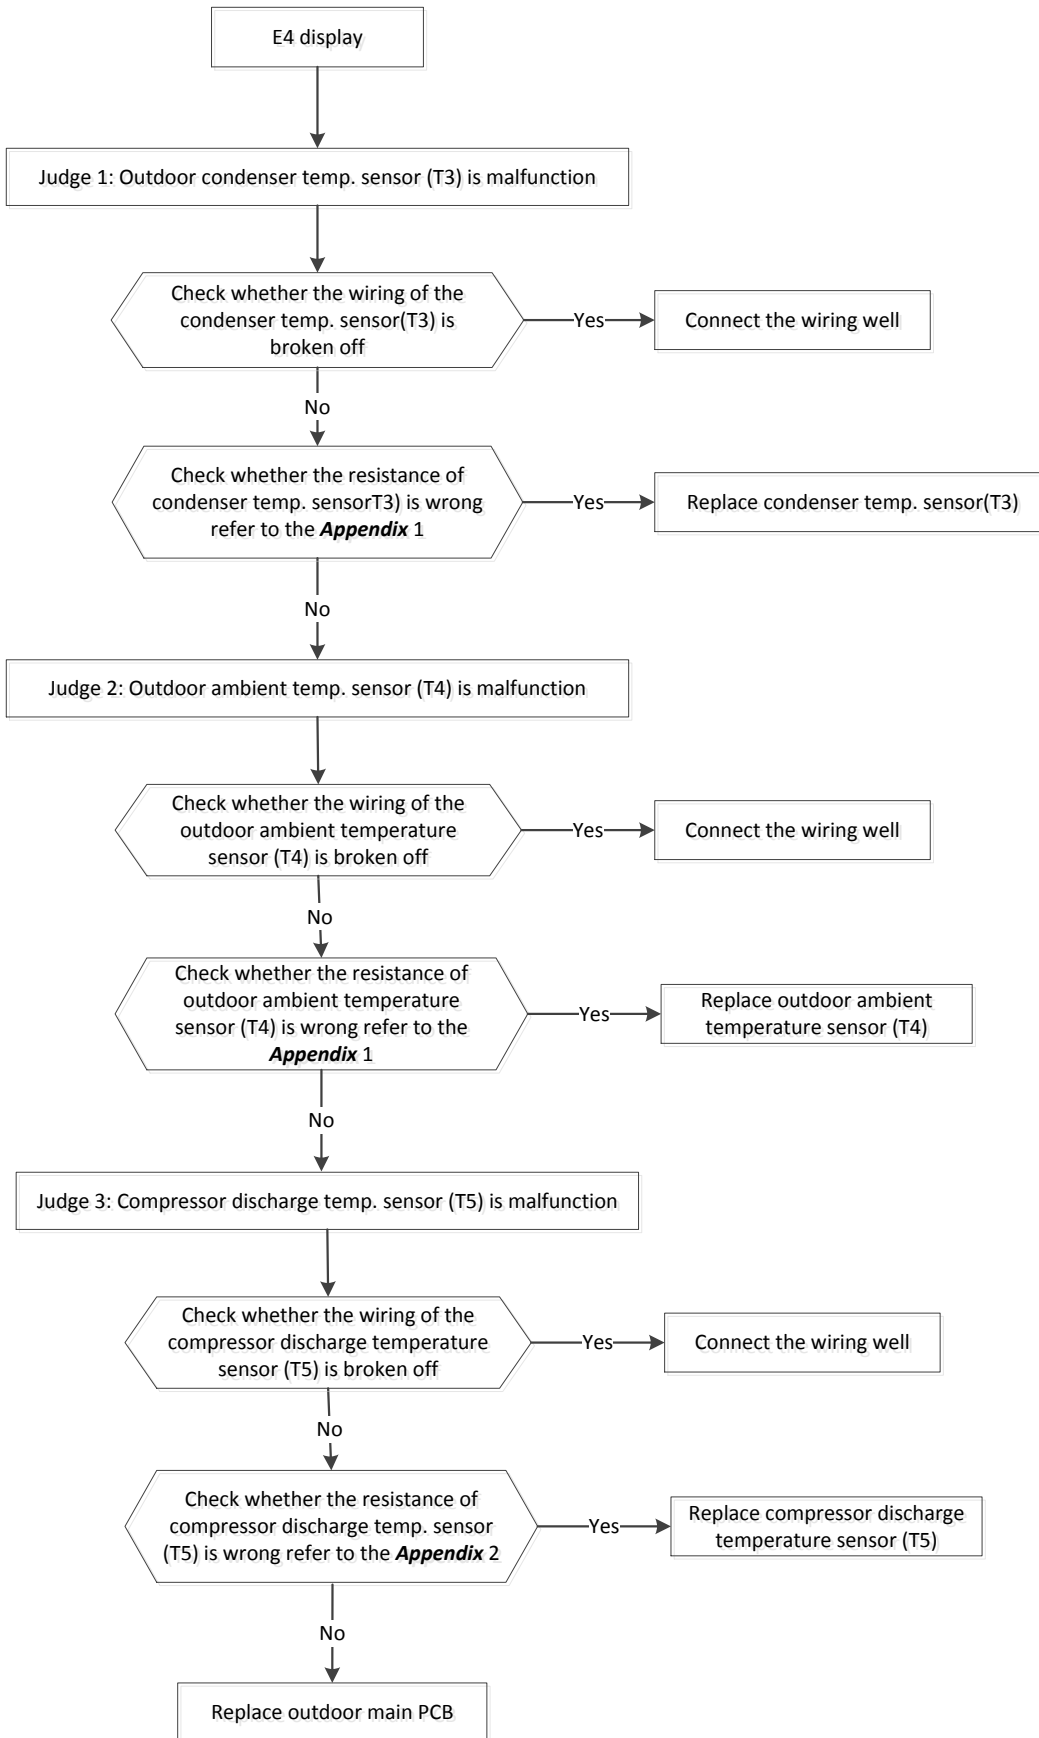 E4 display
Judge 1: Outdoor condenser temp. sensor (T3) is malfunction
Check whether the wiring of the
condenser temp. sensor(T3) is
broken off
Yes
Connect the wiring well
No
Check whether the resistance of
condenser temp. sensorT3) is wrong
refer to the Appendix 1
Yes
Replace condenser temp. sensor(T3)
No
Judge 2: Outdoor ambient temp. sensor (T4) is malfunction
Check whether the wiring of the
outdoor ambient temperature
sensor (T4) is broken off
Yes
Connect the wiring well
No
Check whether the resistance of
outdoor ambient temperature
sensor (T4) is wrong refer to the
Appendix 1
Yes
Replace outdoor ambient
temperature sensor (T4)
No
Judge 3: Compressor discharge temp. sensor (T5) is malfunction
Check whether the wiring of the
compressor discharge temperature
sensor (T5) is broken off
Yes
Connect the wiring well
No
Check whether the resistance of
compressor discharge temp. sensor
(T5) is wrong refer to the Appendix 2
Yes
Replace compressor discharge
temperature sensor (T5)
No
Replace outdoor main PCB